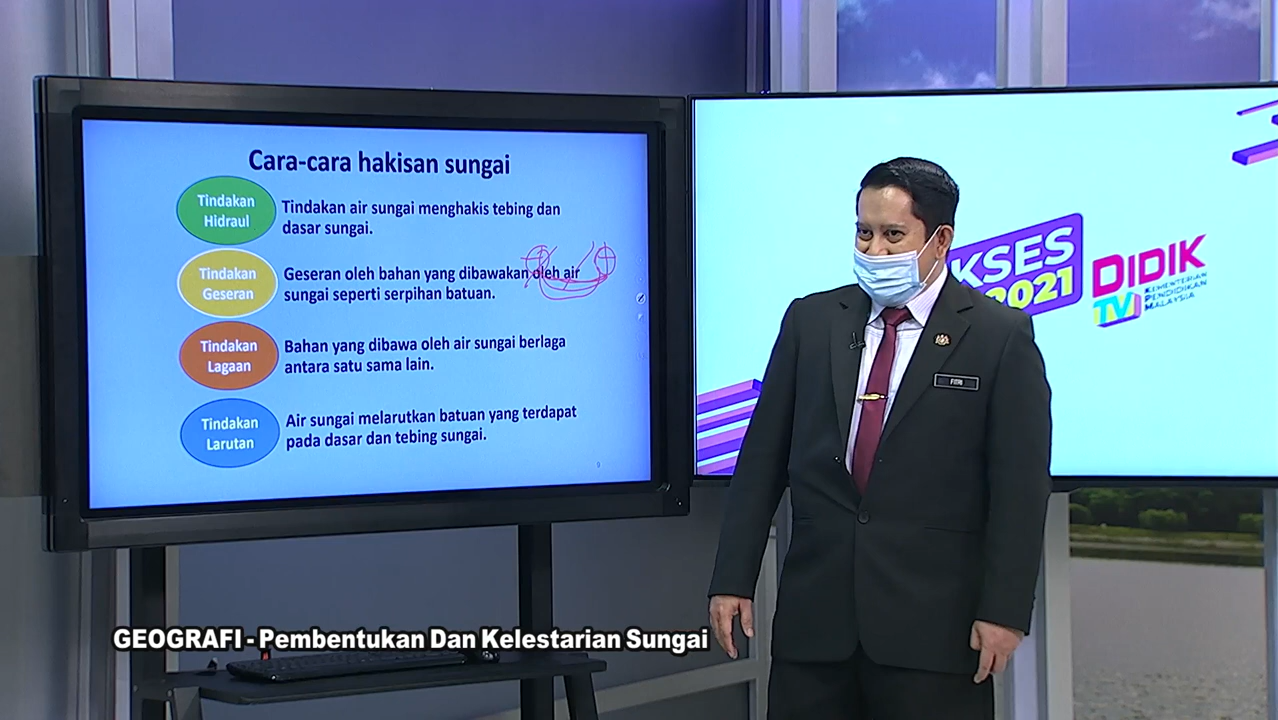 Cara-cara hakisan sungai
Tindakan
Hidraul
Tindakan air sungai menghakis tebing dan
dasar sungai.
Tindakan
Geseran
Geseran oleh bahan yang dibawakan oleh air
sungai seperti serpihan batuan.
Tindakan
Lagaan
Bahan yang dibawa oleh air sungai berlaga
antara satu sama lain.
Tindakan
Larutan
Air sungai melarutkan batuan yang terdapat
pada dasar dan tebing sungai.
KSES
2021
DIDIK
TV
KEMENTERIAN
PENDIDIKAN
MALAYSIA
FITRI
GEOGRAFI - Pembentukan Dan Kelestarian Sungai